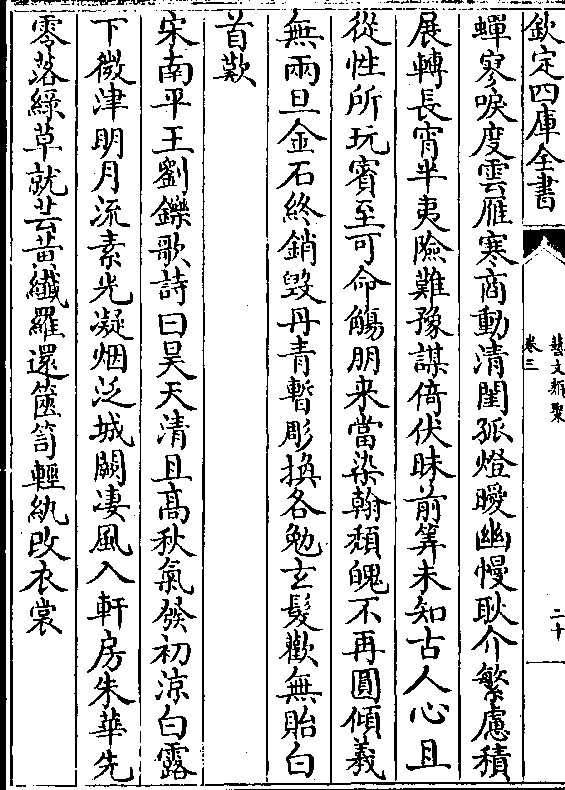 欽定四庫全書
藝文類聚
卷三
二十
蟬寥唳度雲雁寒商動清閨孤燈曖幽慢耿介繁慮積
展轉長宵半夷險難豫謀倚伏昧前筭未知古人心且
從性所玩賓至可命觴朋来當染翰頽魄不再圓傾羲
無兩旦金石終銷毁丹青暫彫換各勉玄髮歡無貽白
首歎
宋南平王劉鑠歌詩曰昊天清且髙秋氣發初涼白露
下微津明月流素光凝烟泛城闕凄風入軒房朱華先
零落緑草就芸黄纎羅還篋笥輕紈改衣裳